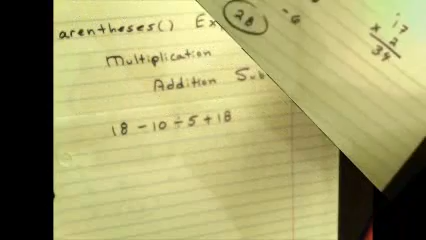 arentheses() Ex
Multiplication
Addition Sub
18 - 10 ÷ 5 + 18
28
- 6
17
x 2
34